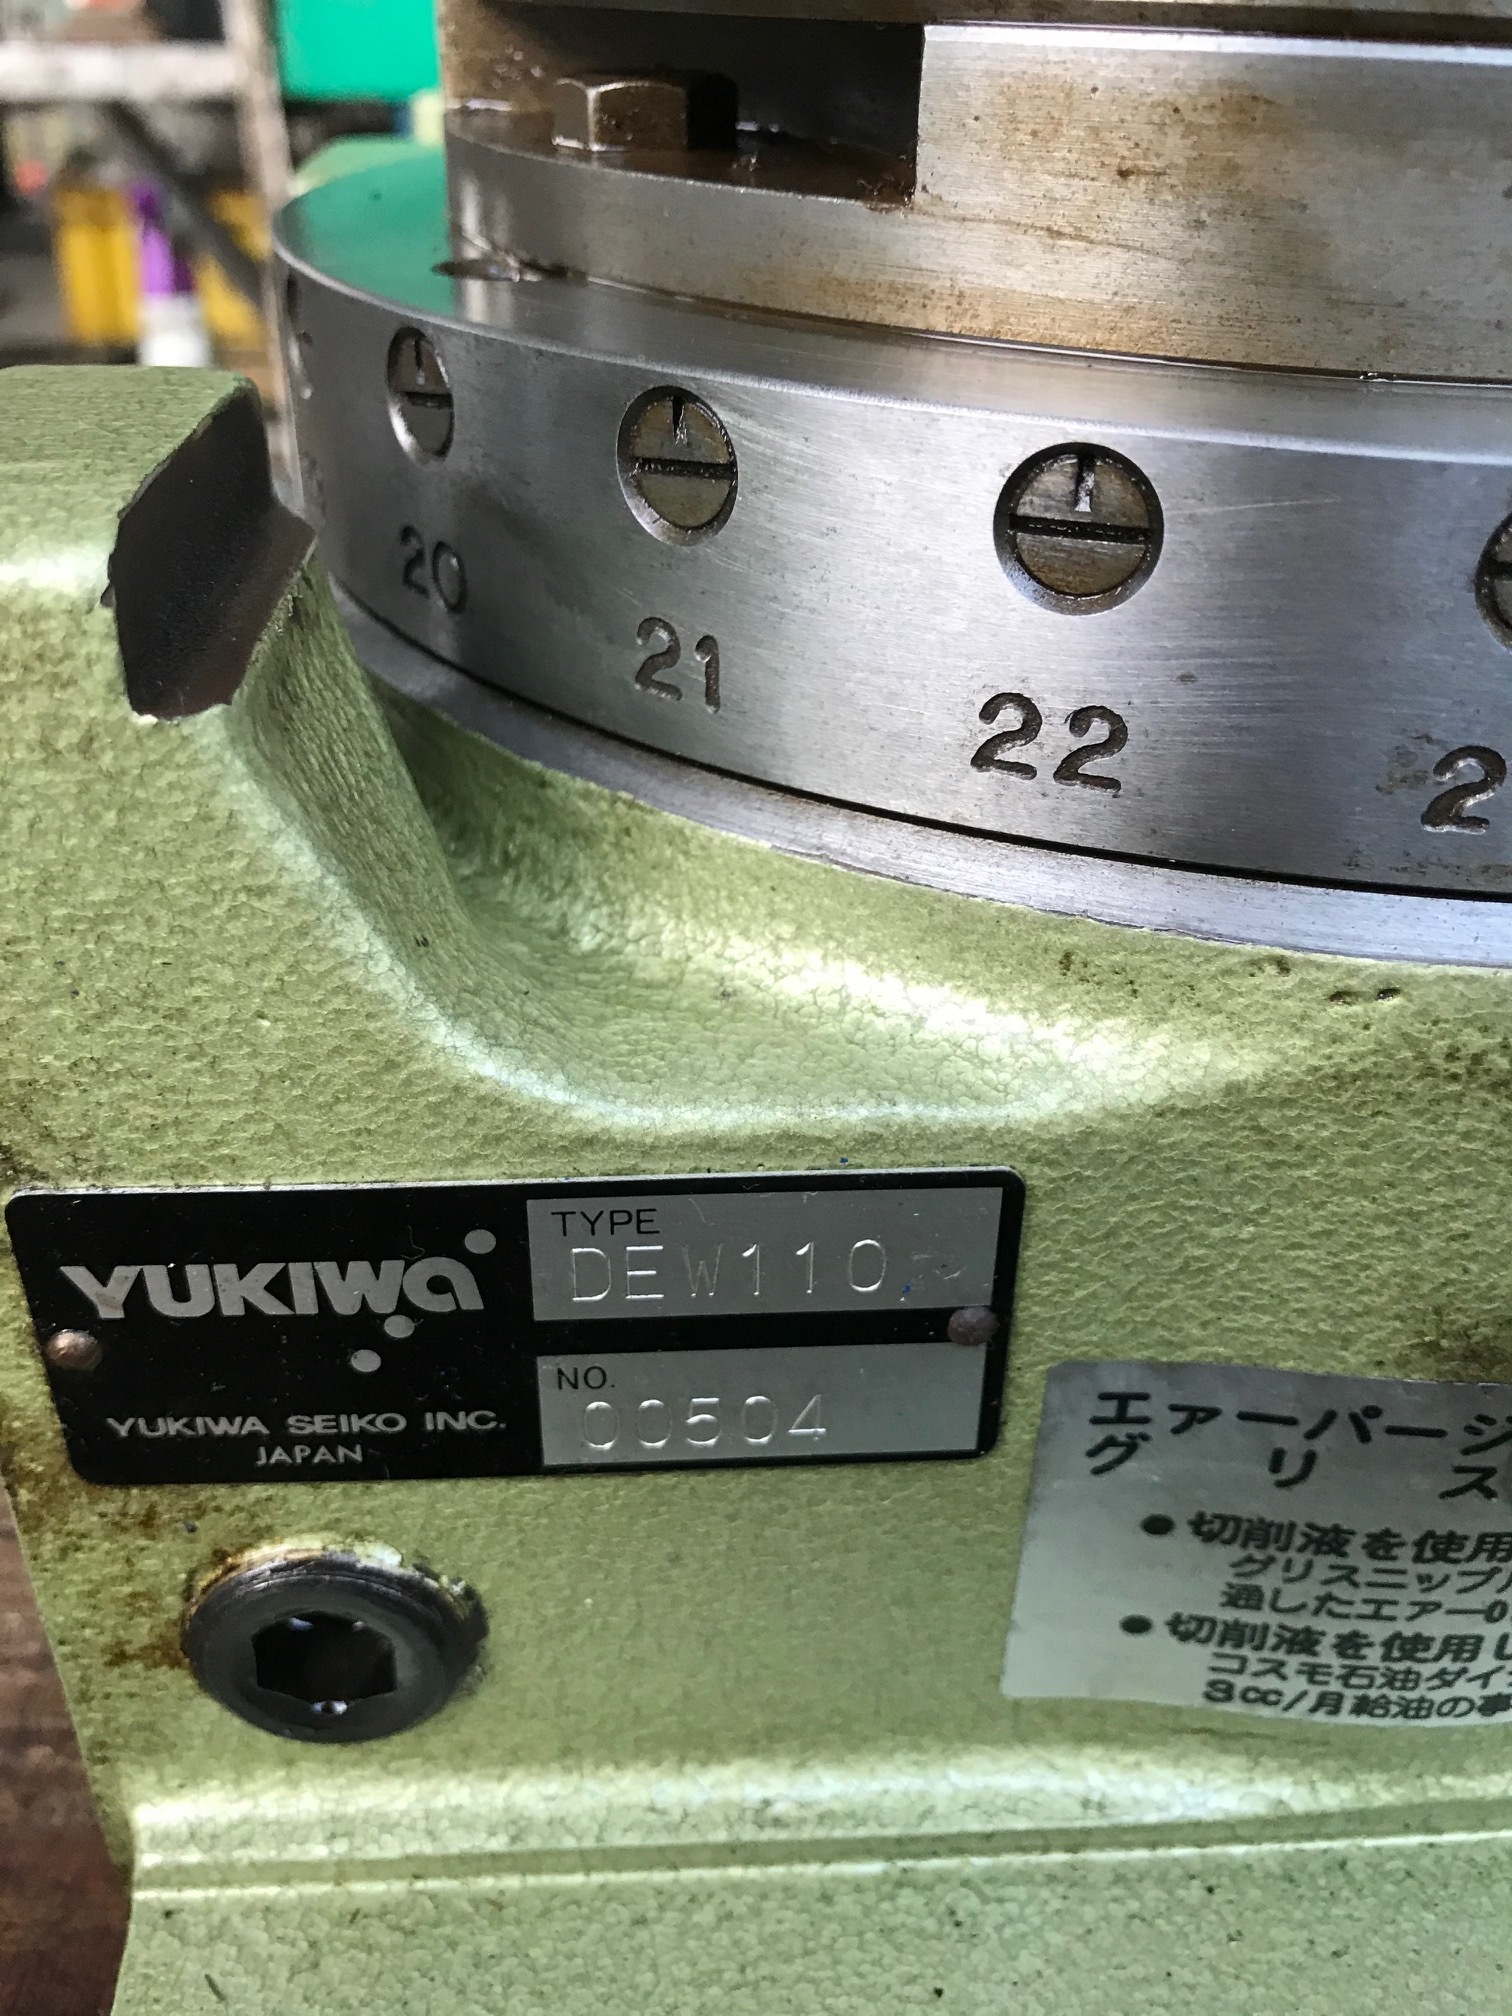 20
21
22
2
YUKIWA
YUKIWA SEIKO INC.
JAPAN
TYPE
DEW110
NO.
00504
エアーパージ
グリス
●切削液を使用
グリスニップル
通したエアー0
●切削液を使用し
コスモ石油ダイ
3cc/月給油の事